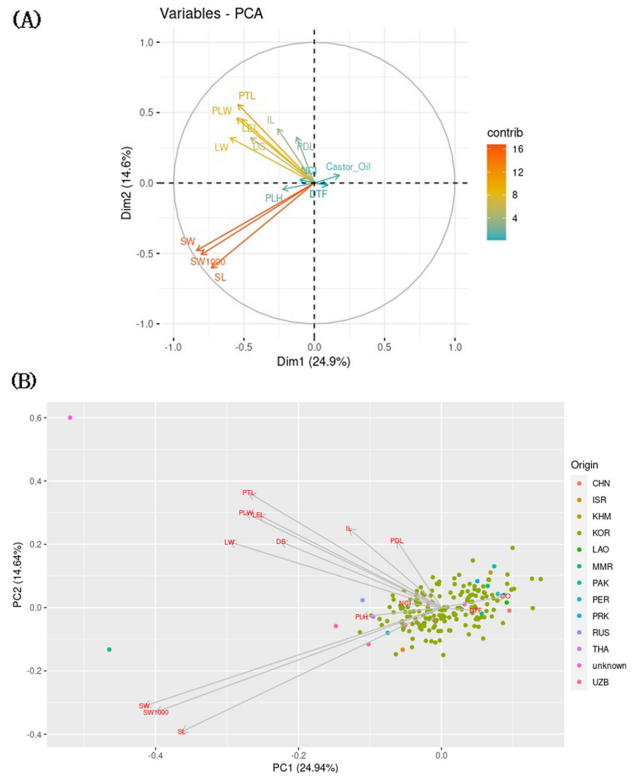 (A)
Variables - PCA
1.0
0.5
0.0
-0.5
-1.0
Dim2 (14.6%)
PTL
PLW
LEL
IL
LW
DS
PDL
Castor_Oil
PLH
DTF
SW
SW1000
SL
-1.0
-0.5
0.0
0.5
1.0
Dim1 (24.9%)
contrib
16
12
8
4
(B)
0.6
0.4
0.2
0.0
-0.2
-0.4
PC2 (14.64%)
PTL
PLW
LEL
LW
DS
IL
PDL
PLH
SW
SW1000
SL
-0.4
-0.2
0.0
PC1 (24.94%)
Origin
CHN
ISR
KHM
KOR
LAO
MMR
PAK
PER
PRK
RUS
THA
unknown
UZB